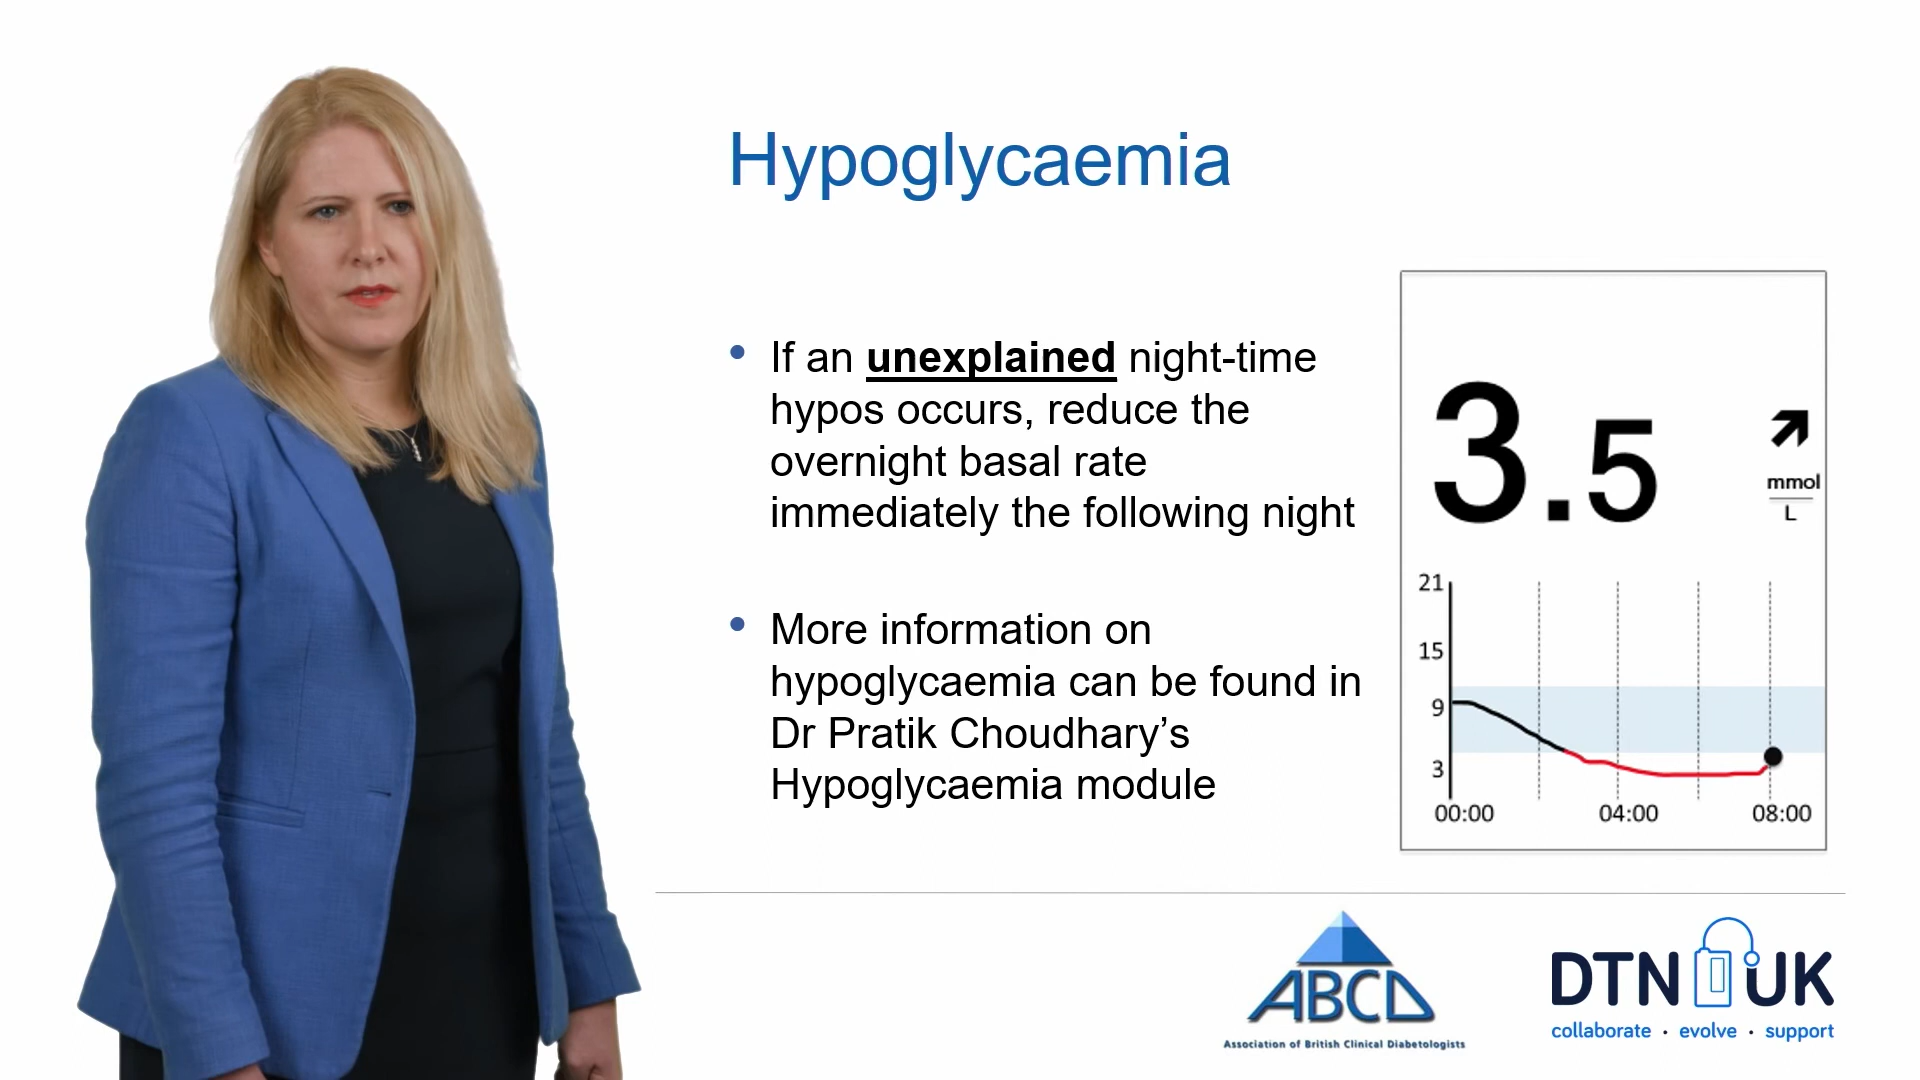 Hypoglycaemia
• If an unexplained night-time
hypos occurs, reduce the
overnight basal rate
immediately the following night
• More information on
hypoglycaemia can be found in
Dr Pratik Choudhary’s
Hypoglycaemia module
3.5
mmol
L
21
15
9
3
00:00 04:00 08:00
ABCD
Association of British Clinical Diabetologists
DTN UK
collaborate · evolve · support